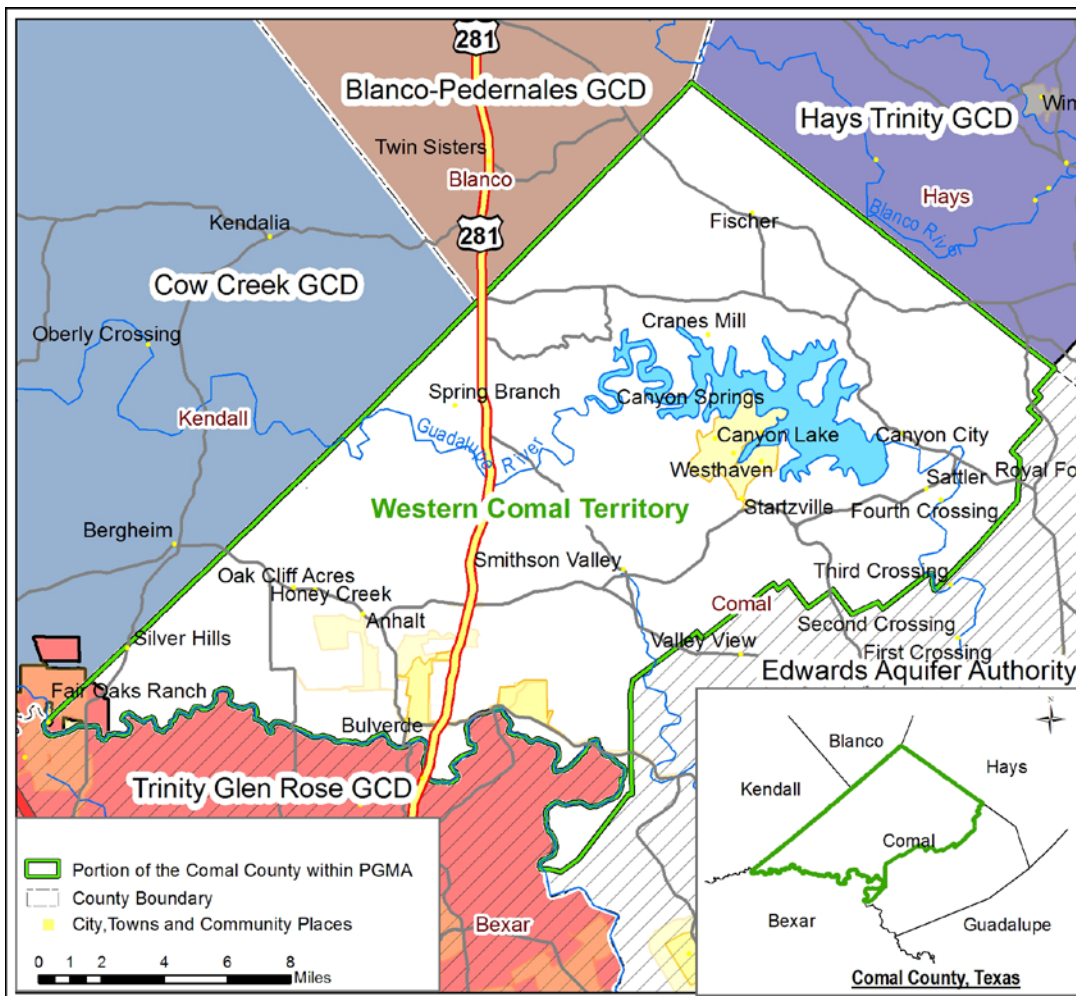 281
Blanco-Pedernales GCD
Hays Trinity GCD
Twin Sisters
Blanco
Hays
Blanco River
Kendalia
281
Fischer
Cow Creek GCD
Oberly Crossing
Cranes Mill
Spring Branch
Canyon Springs
Kendall
Guadalupe River
Canyon Lake
Canyon City
Westhaven
Sattler
Western Comal Territory
Startzville
Fourth Crossing
Bergheim
Smithson Valley
Third Crossing
Oak Cliff Acres
Honey Creek
Comal
Anhalt
Second Crossing
Silver Hills
Valley View
First Crossing
Edwards Aquifer Authority
Fair Oaks Ranch
Bulverde
Trinity Glen Rose GCD
Bexar
Portion of the Comal County within PGMA
County Boundary
City,Towns and Community Places
0 1 2 4 6 8
Miles
N
Blanco
Hays
Kendall
Comal
Bexar
Guadalupe
Comal County, Texas